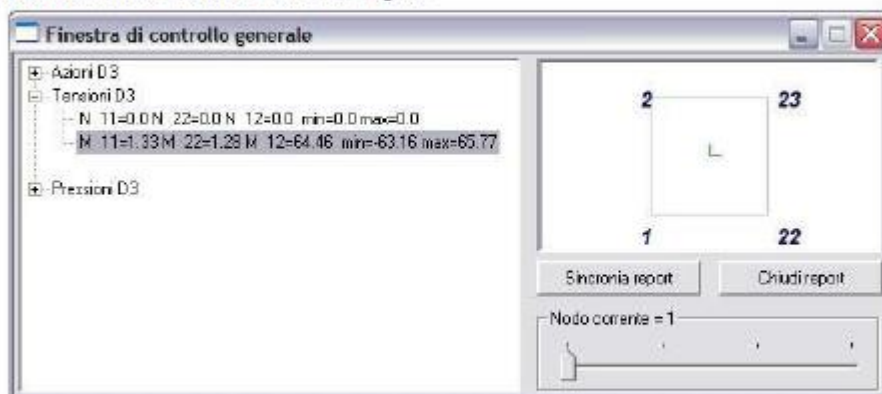 Finestra di controllo generale
Azioni D3
Tensioni D3
N 11=0.0 N 22=0.0 N 12=0.0 min=0.0 max=0.0
M 11=1.33 M 22=1.28 M 12=64.46 min=-63.16 max=65.77
Pressioni D3
2 23
1 22
Sincronia report Chiudi report
Nodo corrente = 1